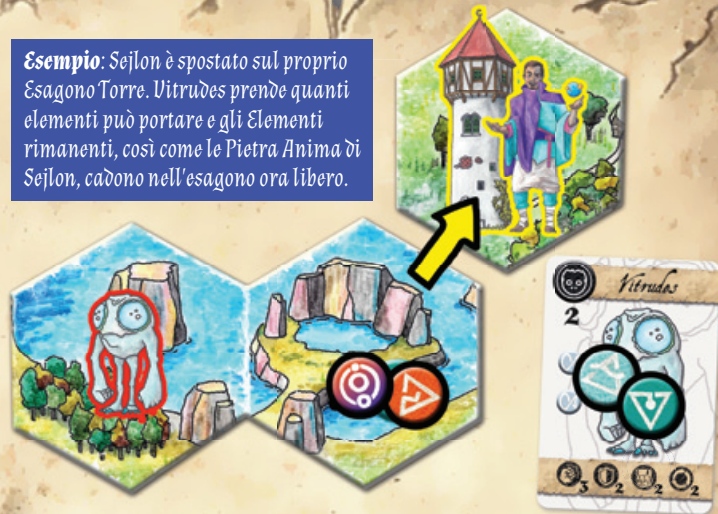 Esempio: Sejlon è spostato sul proprio
Esagono Torre. Vitrudes prende quanti
elementi può portare e gli Elementi
rimanenti, così come le Pietra Anima di
Sejlon, cadono nell'esagono ora libero.
Vitrudes
2
3 2 2 2